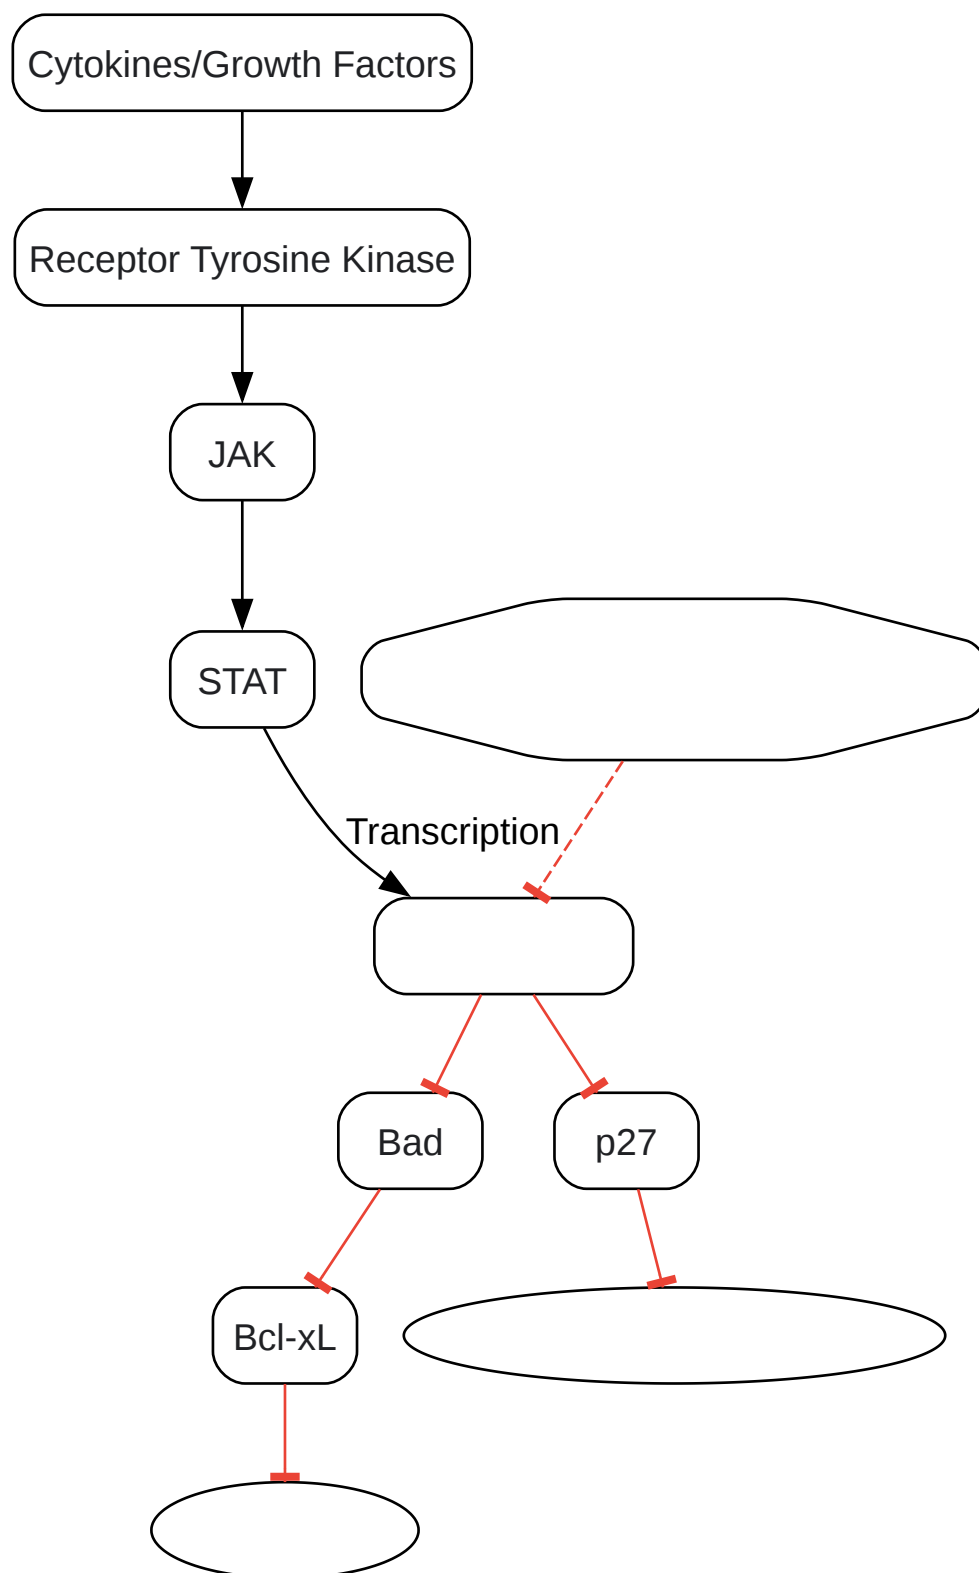 Cytokines/Growth Factors
Receptor Tyrosine Kinase
JAK
STAT
Transcription
Bad
p27
Bcl-xL